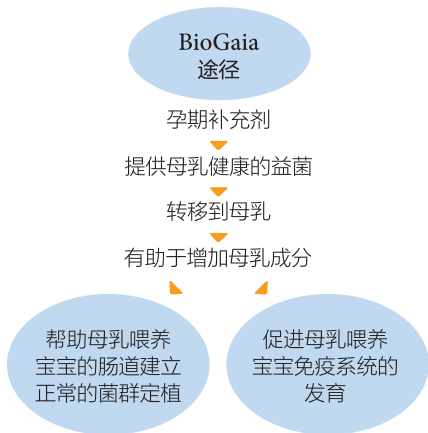 BioGaia
途径
孕期补充剂
提供母乳健康的益菌
转移到母乳
有助于增加母乳成分
帮助母乳喂养
宝宝的肠道建立
正常的菌群定植
促进母乳喂养
宝宝免疫系统的
发育